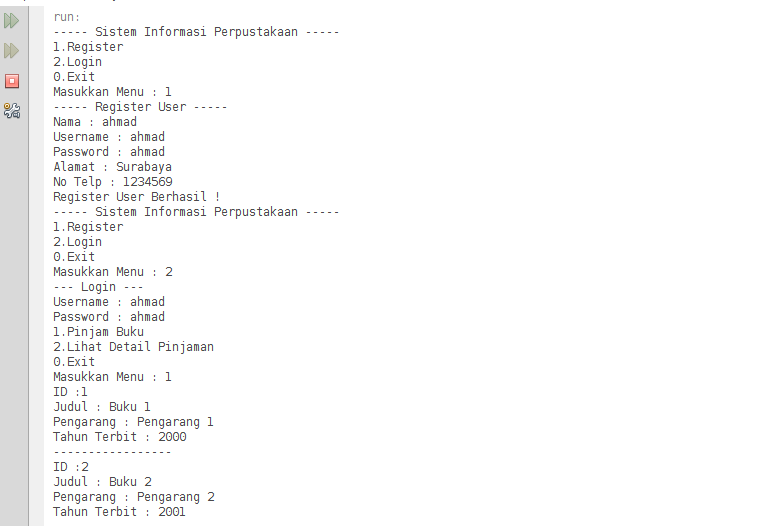 run:
----- Sistem Informasi Perpustakaan -----
1.Register
2.Login
0.Exit
Masukkan Menu : 1
----- Register User -----
Nama : ahmad
Username : ahmad
Password : ahmad
Alamat : Surabaya
No Telp : 1234569
Register User Berhasil !
----- Sistem Informasi Perpustakaan -----
1.Register
2.Login
0.Exit
Masukkan Menu : 2
--- Login ---
Username : ahmad
Password : ahmad
1.Pinjam Buku
2.Lihat Detail Pinjaman
0.Exit
Masukkan Menu : 1
ID :1
Judul : Buku 1
Pengarang : Pengarang 1
Tahun Terbit : 2000
-----------------
ID :2
Judul : Buku 2
Pengarang : Pengarang 2
Tahun Terbit : 2001